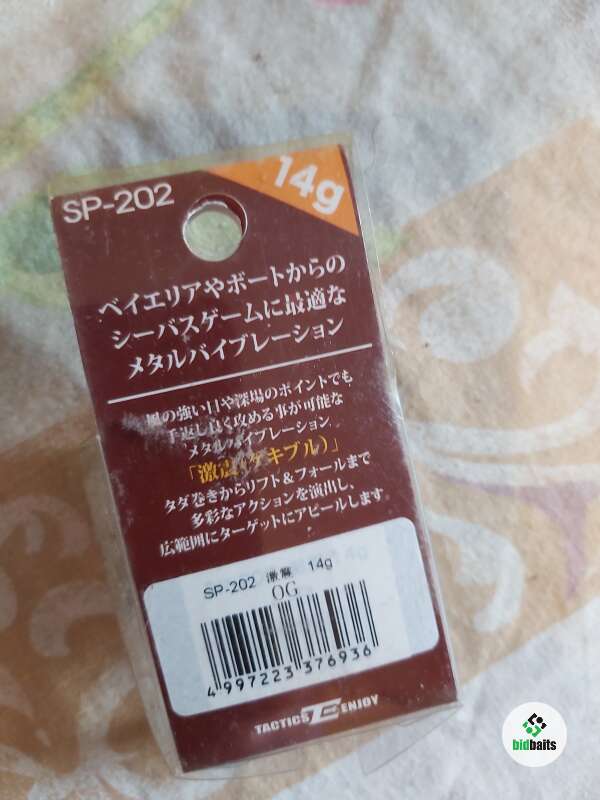 SP-202
14g
ベイエリアやボートからの
シーバスゲームに最適な
メタルバイブレーション
風の強い日や深場のポイントでも
手返し良く攻める事が可能な
メタルバイブレーション
「激震(ゲキブル)」
タダ巻きからリフト&フォールまで
多彩なアクションを演出し、
広範囲にターゲットにアピールします。
SP-202 激震 14g
OG
4 997223 376936
TACTICS ENJOY
bidbaits